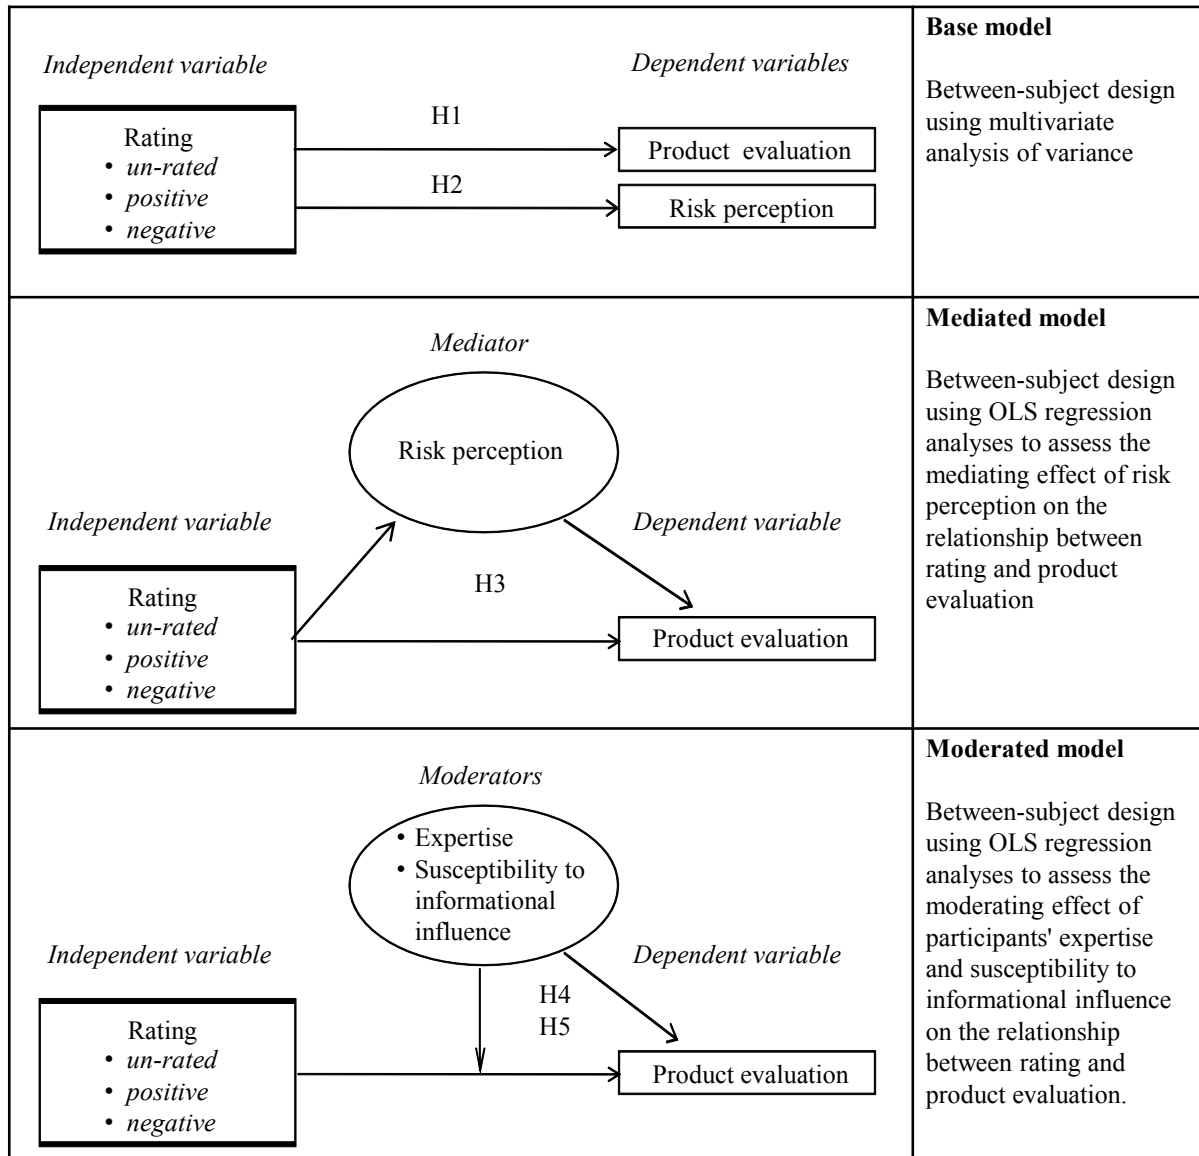 Independent variable
Dependent variables
Rating
• un-rated
• positive
• negative
H1
H2
Product evaluation
Risk perception
Base model
Between-subject design
using multivariate
analysis of variance
Mediator
Risk perception
Independent variable
Dependent variable
Rating
• un-rated
• positive
• negative
H3
Product evaluation
Mediated model
Between-subject design
using OLS regression
analyses to assess the
mediating effect of risk
perception on the
relationship between
rating and product
evaluation
Moderators
• Expertise
• Susceptibility to
informational
influence
Independent variable
Dependent variable
Rating
• un-rated
• positive
• negative
H4
H5
Product evaluation
Moderated model
Between-subject design
using OLS regression
analyses to assess the
moderating effect of
participants' expertise
and susceptibility to
informational influence
on the relationship
between rating and
product evaluation.